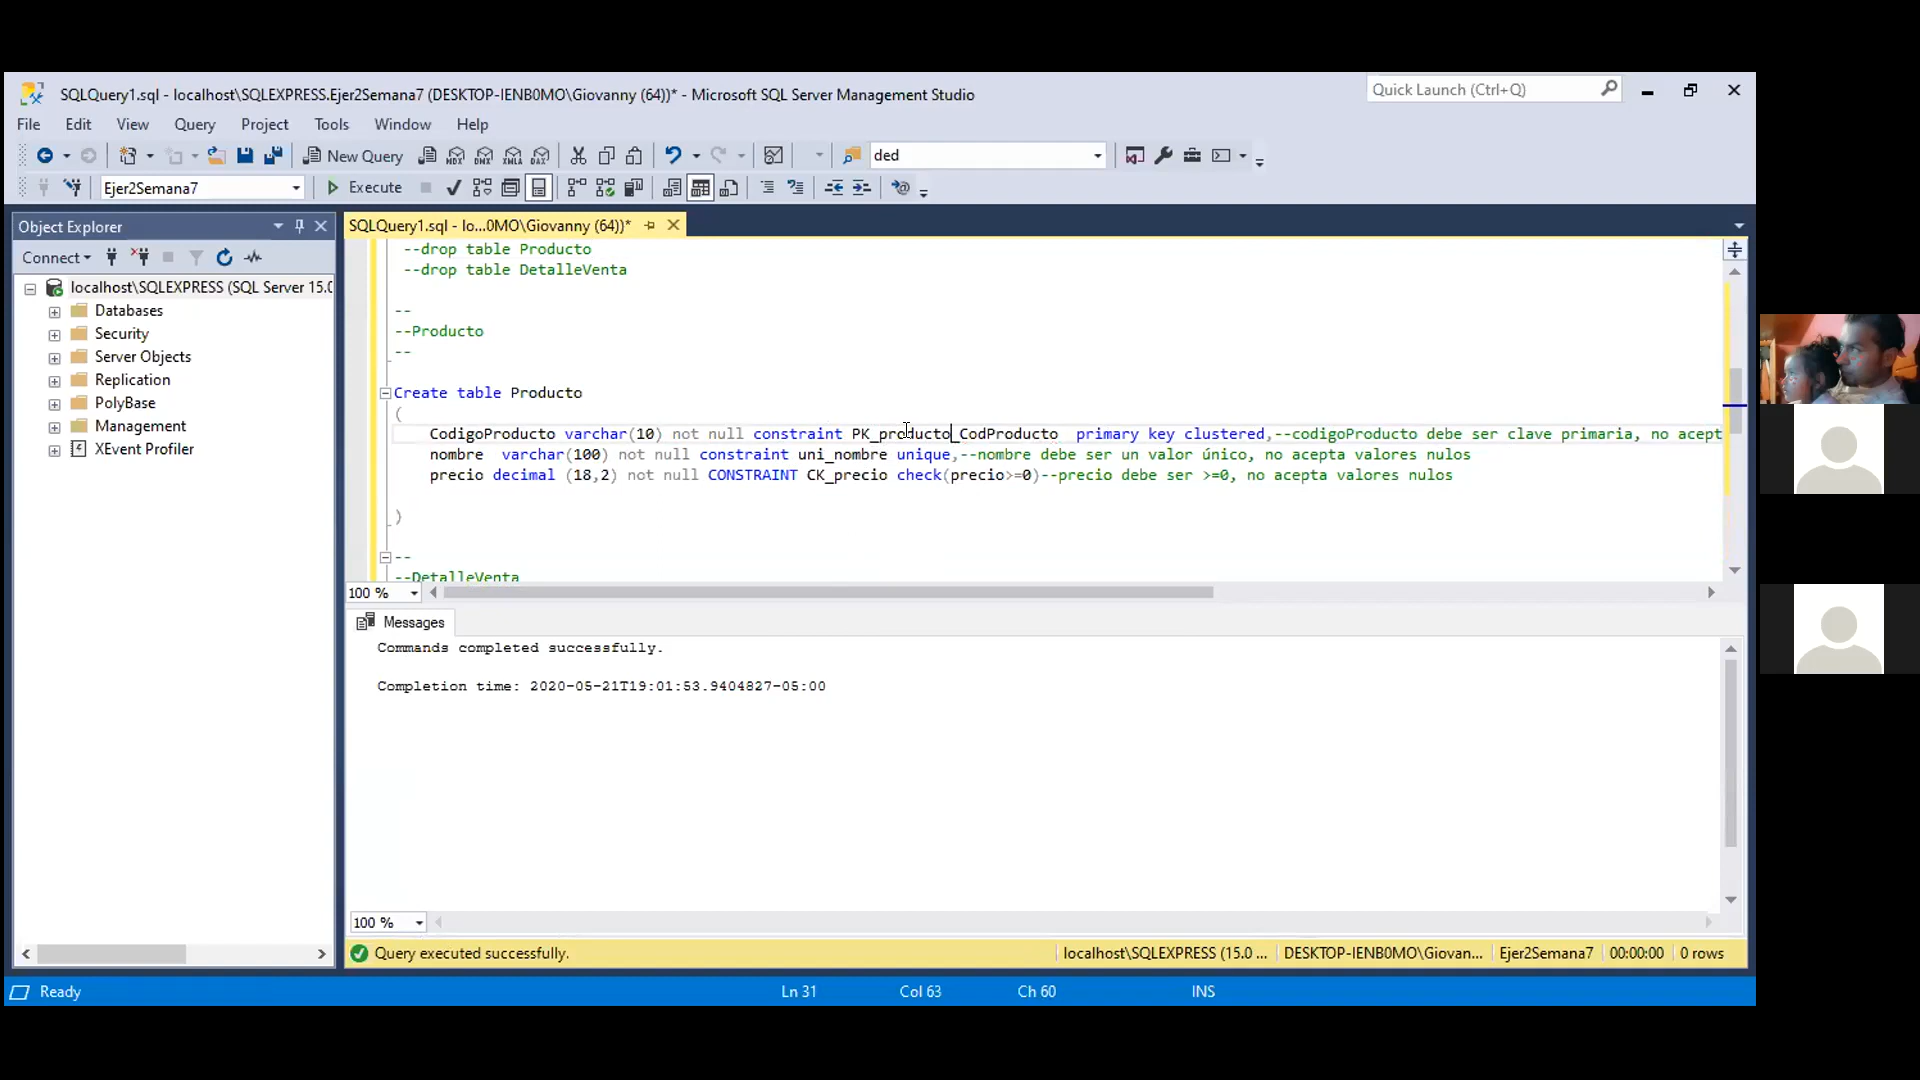 SQLQuery1.sql - localhost\SQLEXPRESS.Ejer2Semana7 (DESKTOP-IENB0MO\Giovanny (64))* - Microsoft SQL Server Management Studio
Quick Launch (Ctrl+Q)
File Edit View Query Project Tools Window Help
New Query
ded
Ejer2Semana7
Execute
Object Explorer
SQLQuery1.sql - lo...0MO\Giovanny (64))*
Connect
localhost\SQLEXPRESS (SQL Server 15.0
Databases
Security
Server Objects
Replication
PolyBase
Management
XEvent Profiler
--drop table Producto
--drop table DetalleVenta
--
--Producto
--
Create table Producto
(
CodigoProducto varchar(10) not null constraint PK_producto_CodProducto  primary key clustered,--codigoProducto debe ser clave primaria, no acept
nombre  varchar(100) not null constraint uni_nombre unique,--nombre debe ser un valor único, no acepta valores nulos
precio decimal (18,2) not null CONSTRAINT CK_precio check(precio>=0)--precio debe ser >=0, no acepta valores nulos
)
--
--DetalleVenta
100 %
Messages
Commands completed successfully.
Completion time: 2020-05-21T19:01:53.9404827-05:00
100 %
Query executed successfully.
localhost\SQLEXPRESS (15.0 ...
DESKTOP-IENB0MO\Giovan...
Ejer2Semana7
00:00:00
0 rows
Ready
Ln 31
Col 63
Ch 60
INS